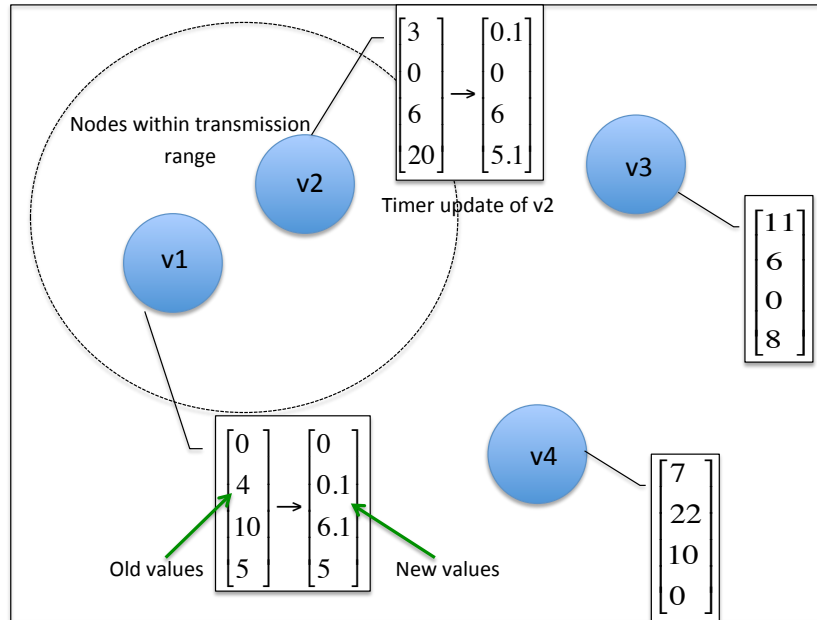 3 0.1
0 0
6 → 6
20 5.1
Nodes within transmission
range
v2
v3
Timer update of v2
v1
11
6
0
8
0 0
4 0.1
→
10 6.1
5 5
v4
7
22
10
0
Old values
New values